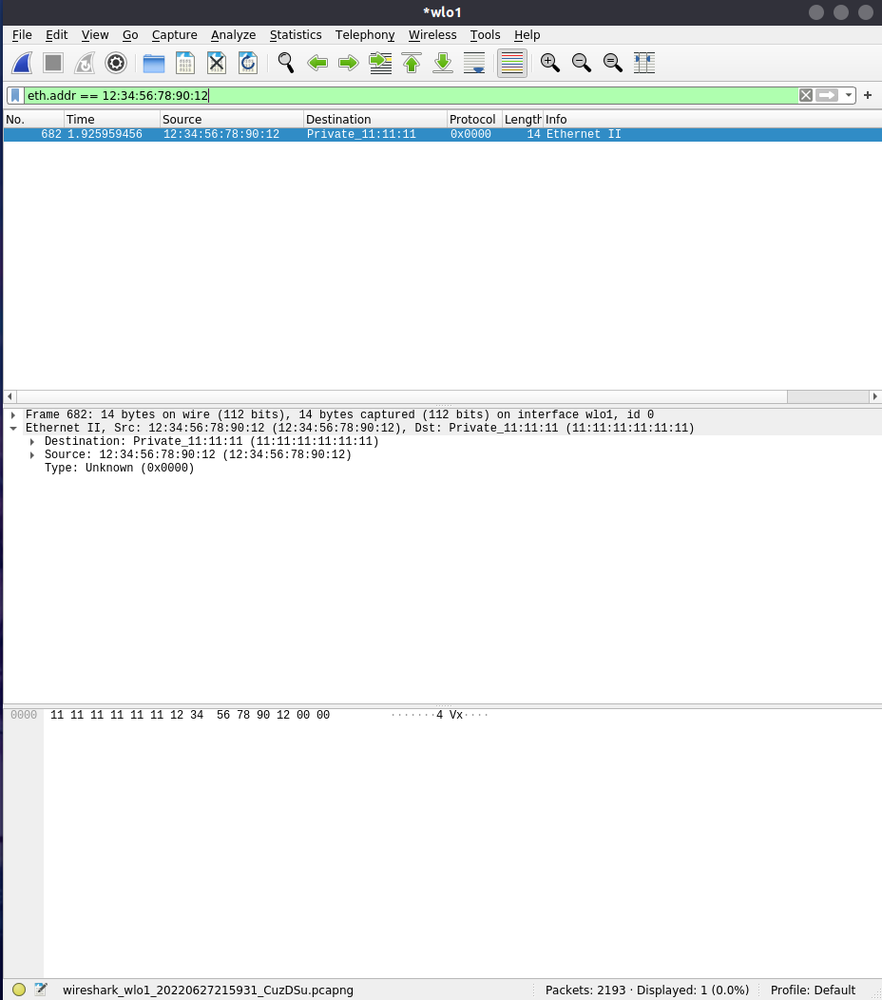 *wlo1
File Edit View Go Capture Analyze Statistics Telephony Wireless Tools Help
eth.addr == 12:34:56:78:90:12
No. Time Source Destination Protocol Length Info
682 1.925959456 12:34:56:78:90:12 Private_11:11:11 0x0000 14 Ethernet II
Frame 682: 14 bytes on wire (112 bits), 14 bytes captured (112 bits) on interface wlo1, id 0
Ethernet II, Src: 12:34:56:78:90:12 (12:34:56:78:90:12), Dst: Private_11:11:11 (11:11:11:11:11:11)
Destination: Private_11:11:11 (11:11:11:11:11:11)
Source: 12:34:56:78:90:12 (12:34:56:78:90:12)
Type: Unknown (0x0000)
0000 11 11 11 11 11 11 12 34 56 78 90 12 00 00 ·······4 Vx····
wireshark_wlo1_20220627215931_CuzDSu.pcapng Packets: 2193 · Displayed: 1 (0.0%) Profile: Default